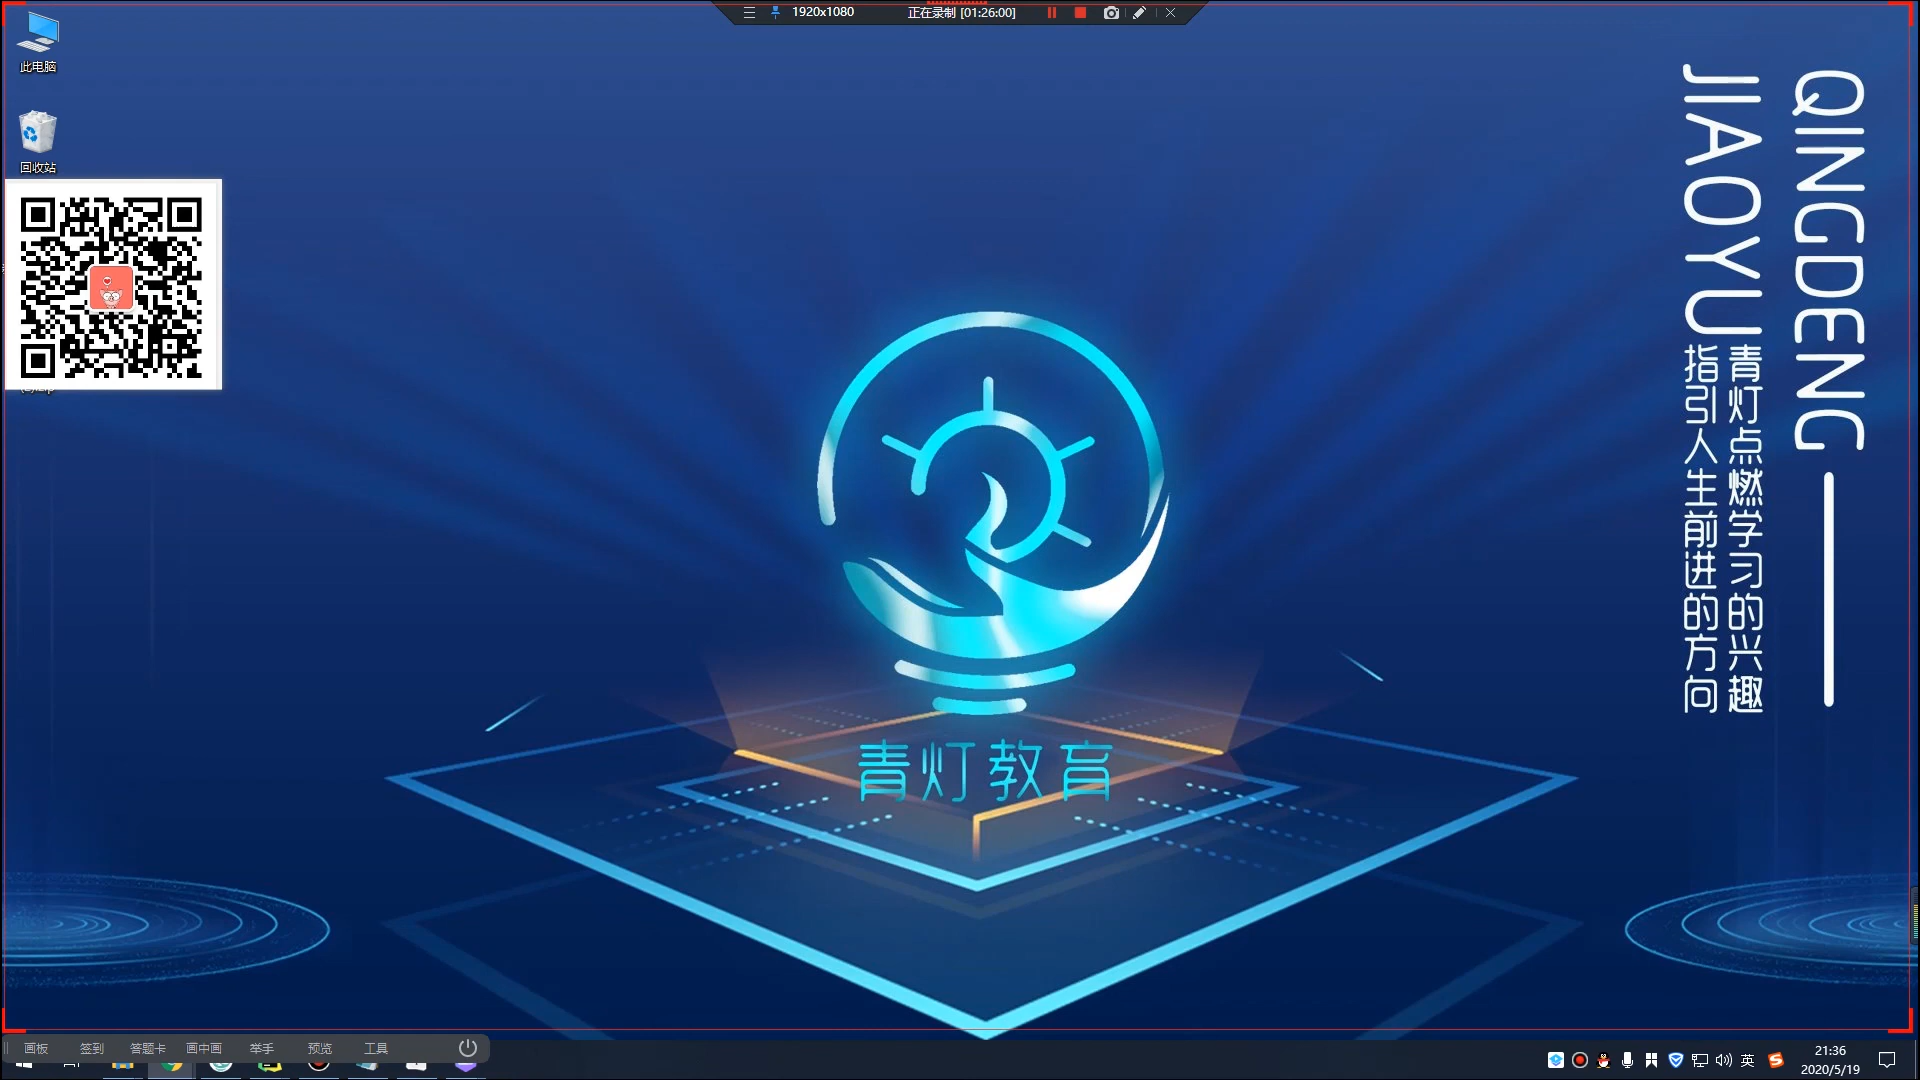 1920x1080
正在录制 [01:26:00]
此电脑
回收站
QINGDENG
JIAOYU
青灯点燃学习的兴趣
指引人生前进的方向
青灯教育
画板 签到 答题卡 画中画 举手 预览 工具
英
21:36
2020/5/19